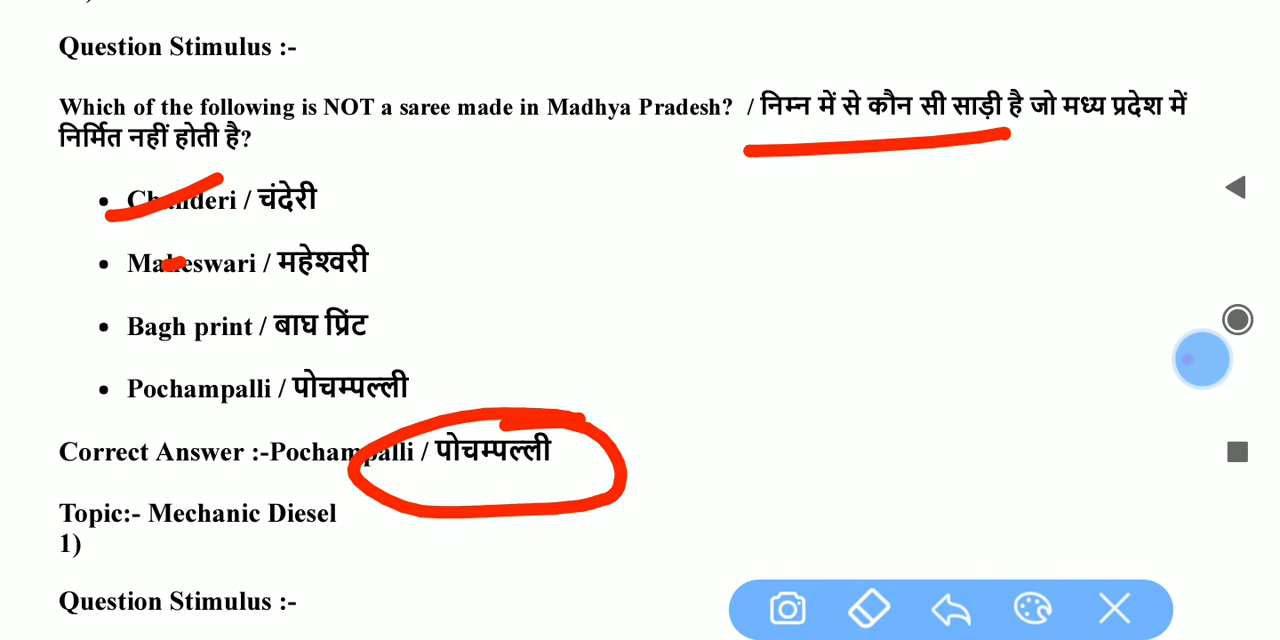 Question Stimulus :-
Which of the following is NOT a saree made in Madhya Pradesh? / निम्न में से कौन सी साड़ी है जो मध्य प्रदेश में
निर्मित नहीं होती है?
• Chanderi / चंदेरी
• Maheswari / महेश्वरी
• Bagh print / बाघ प्रिंट
• Pochampalli / पोचम्पल्ली
Correct Answer :-Pochampalli / पोचम्पल्ली
Topic:- Mechanic Diesel
1)
Question Stimulus :-